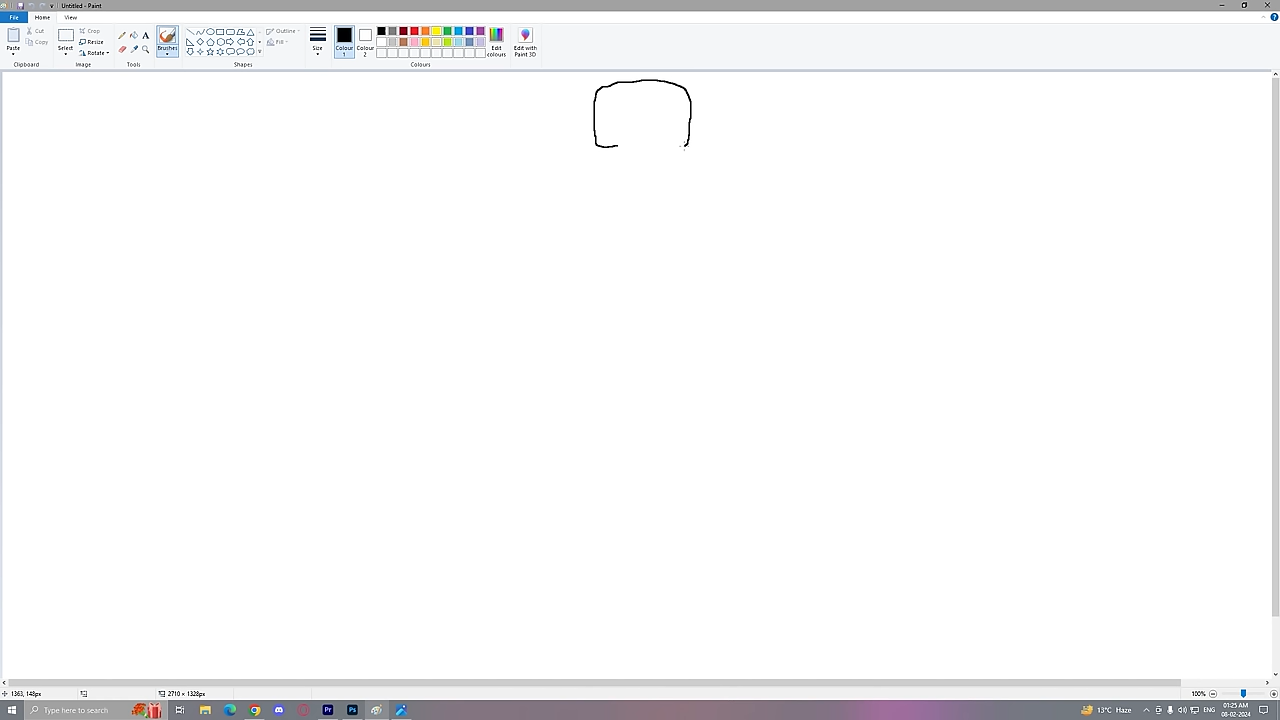 Untitled - Paint
File Home View
Paste
Cut
Copy
Clipboard
Select
Crop
Resize
Rotate
Image
A
Tools
Brushes
Outline
Fill
Shapes
Size
Colour 1
Colour 2
Edit colours
Colours
Edit with Paint 3D
1363, 148px
2710 × 1328px
100%
Type here to search
Pr
Ps
13°C Haze
ENG
01:25 AM
08-02-2024